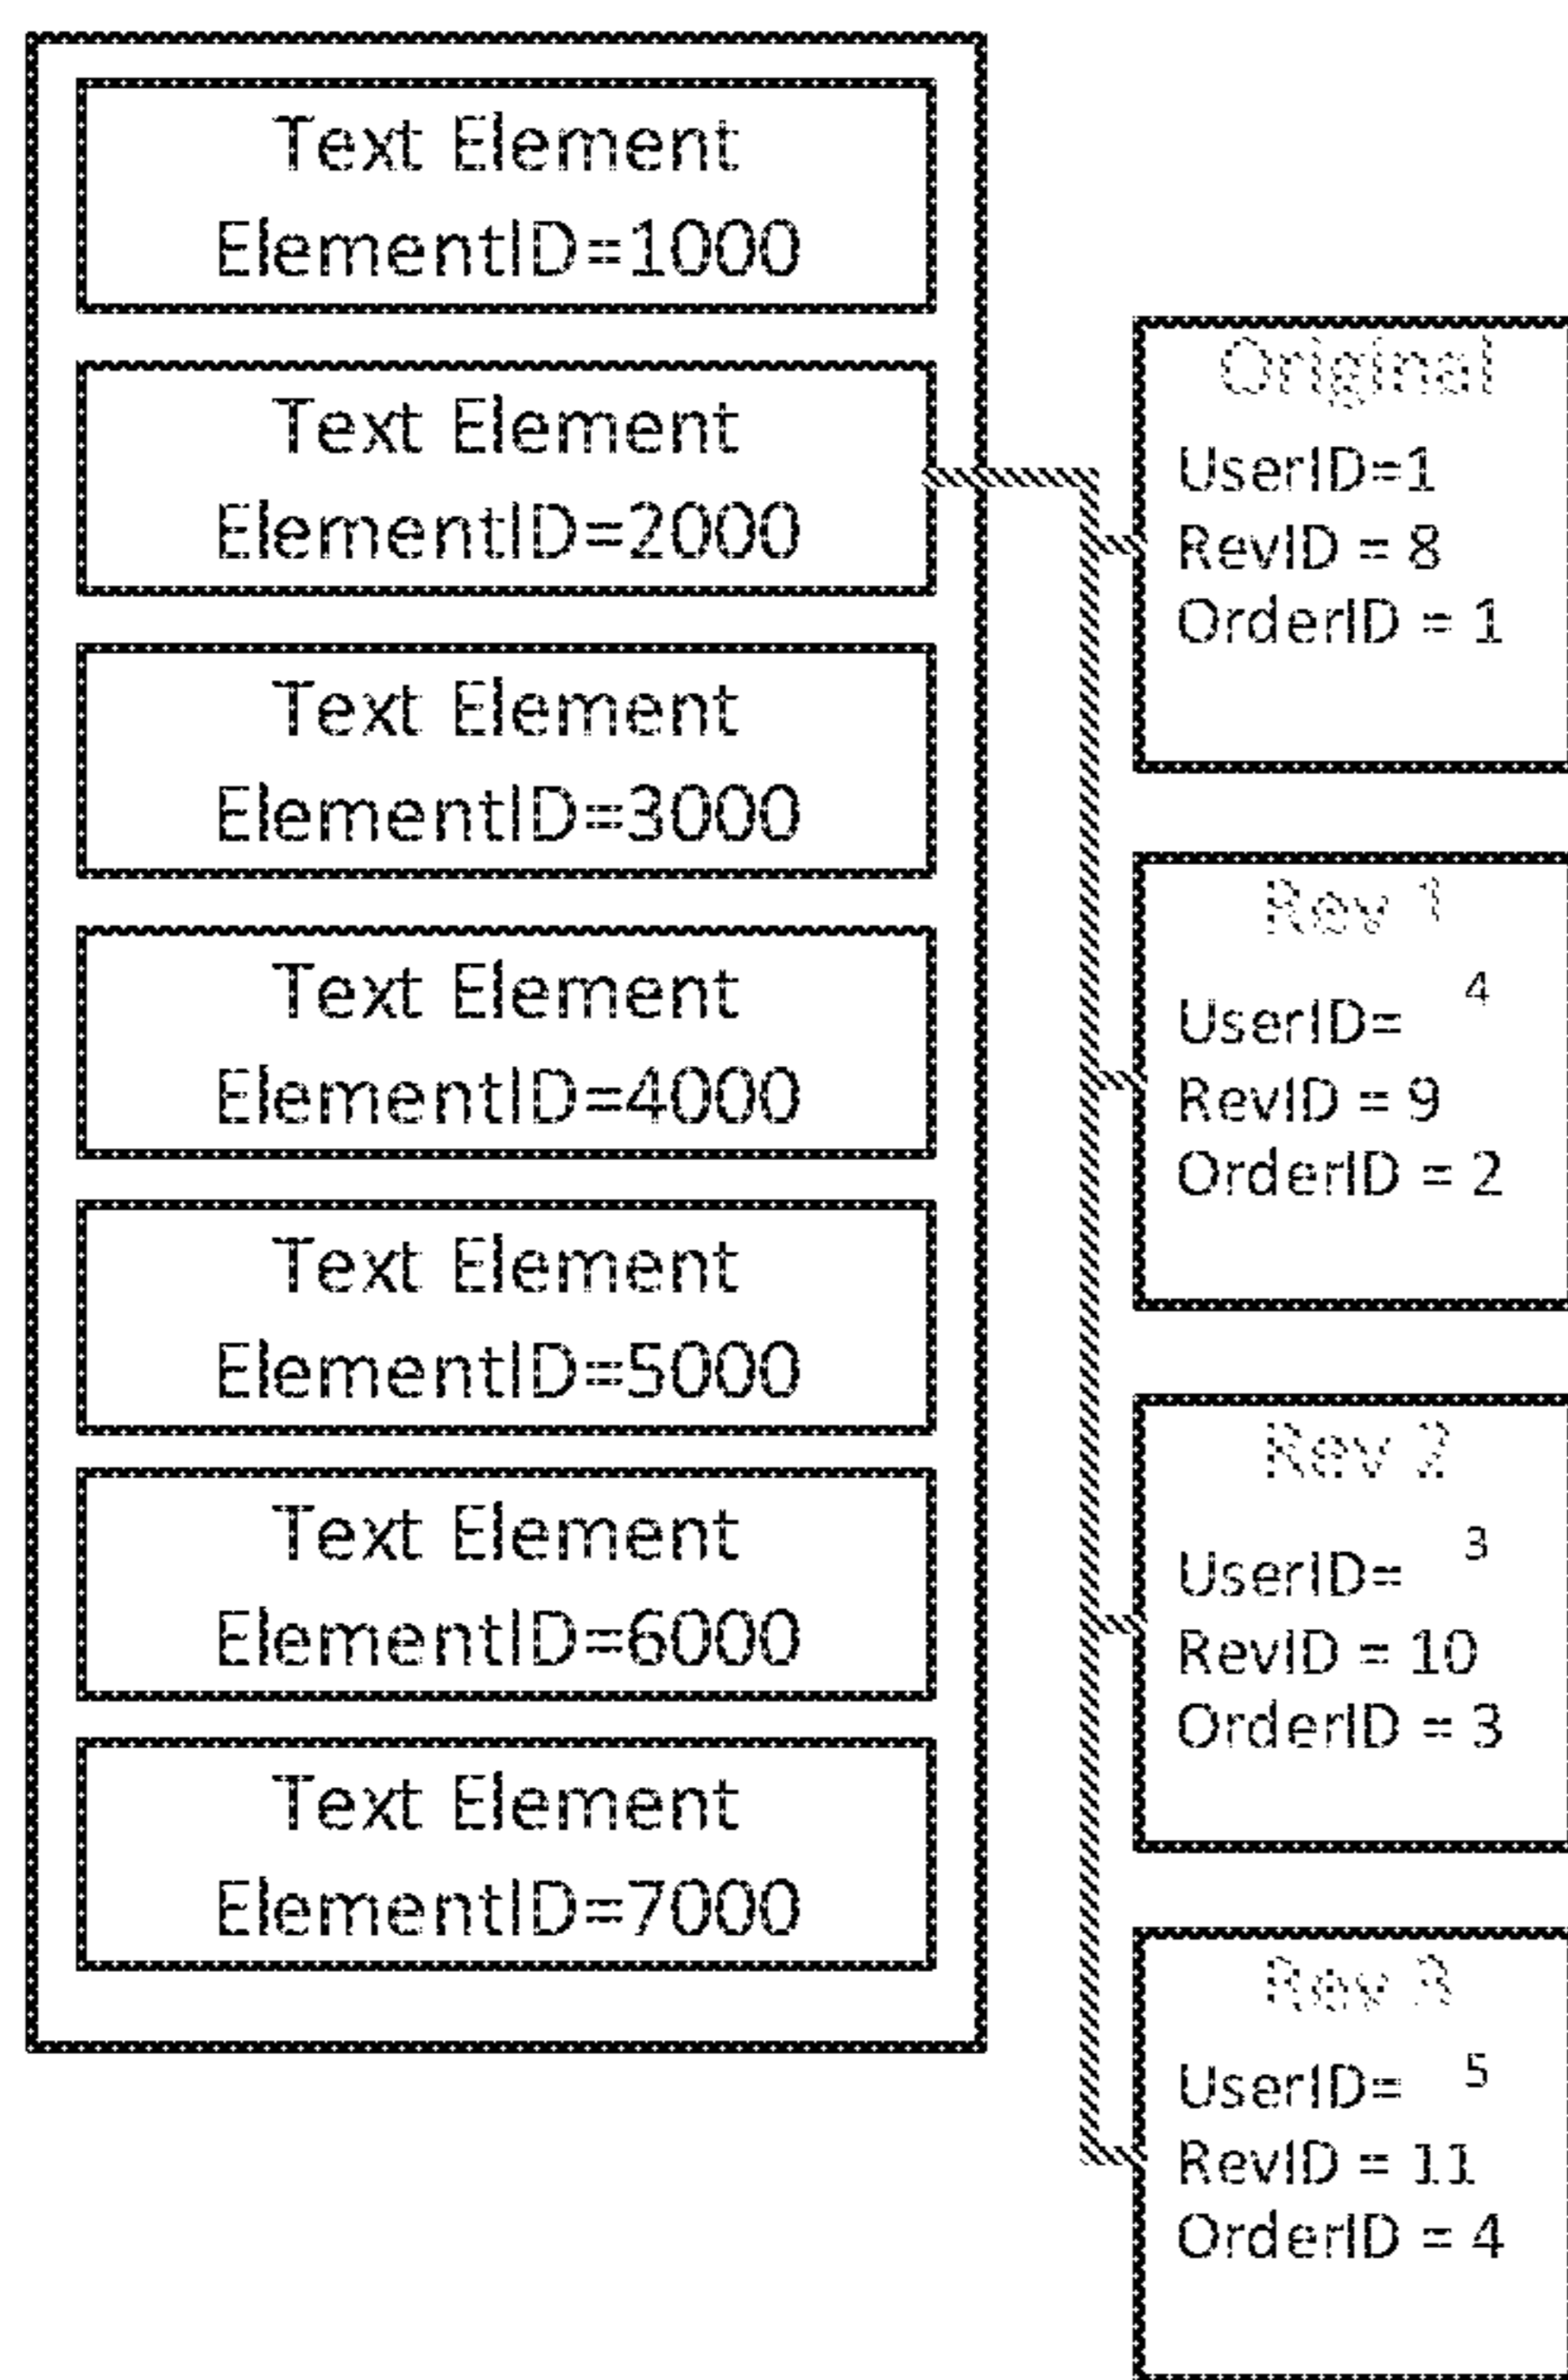 Text Element
ElementID=1000
Text Element
ElementID=2000
Text Element
ElementID=3000
Text Element
ElementID=4000
Text Element
ElementID=5000
Text Element
ElementID=6000
Text Element
ElementID=7000
Original
UserID=1
RevID = 8
OrderID = 1
Rev 1
UserID= 4
RevID = 9
OrderID = 2
Rev 2
UserID= 3
RevID = 10
OrderID = 3
Rev 3
UserID= 5
RevID = 11
OrderID = 4